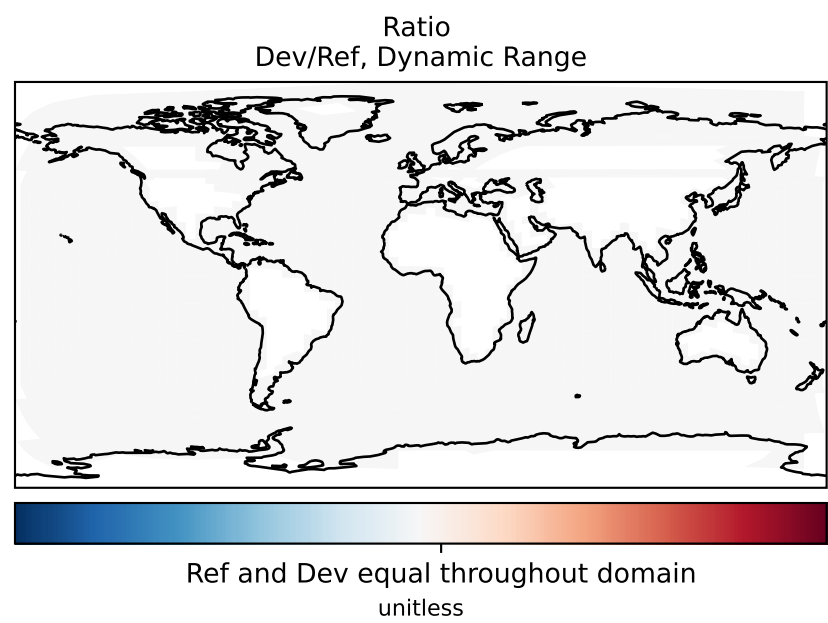 Ratio
Dev/Ref, Dynamic Range
Ref and Dev equal throughout domain
unitless